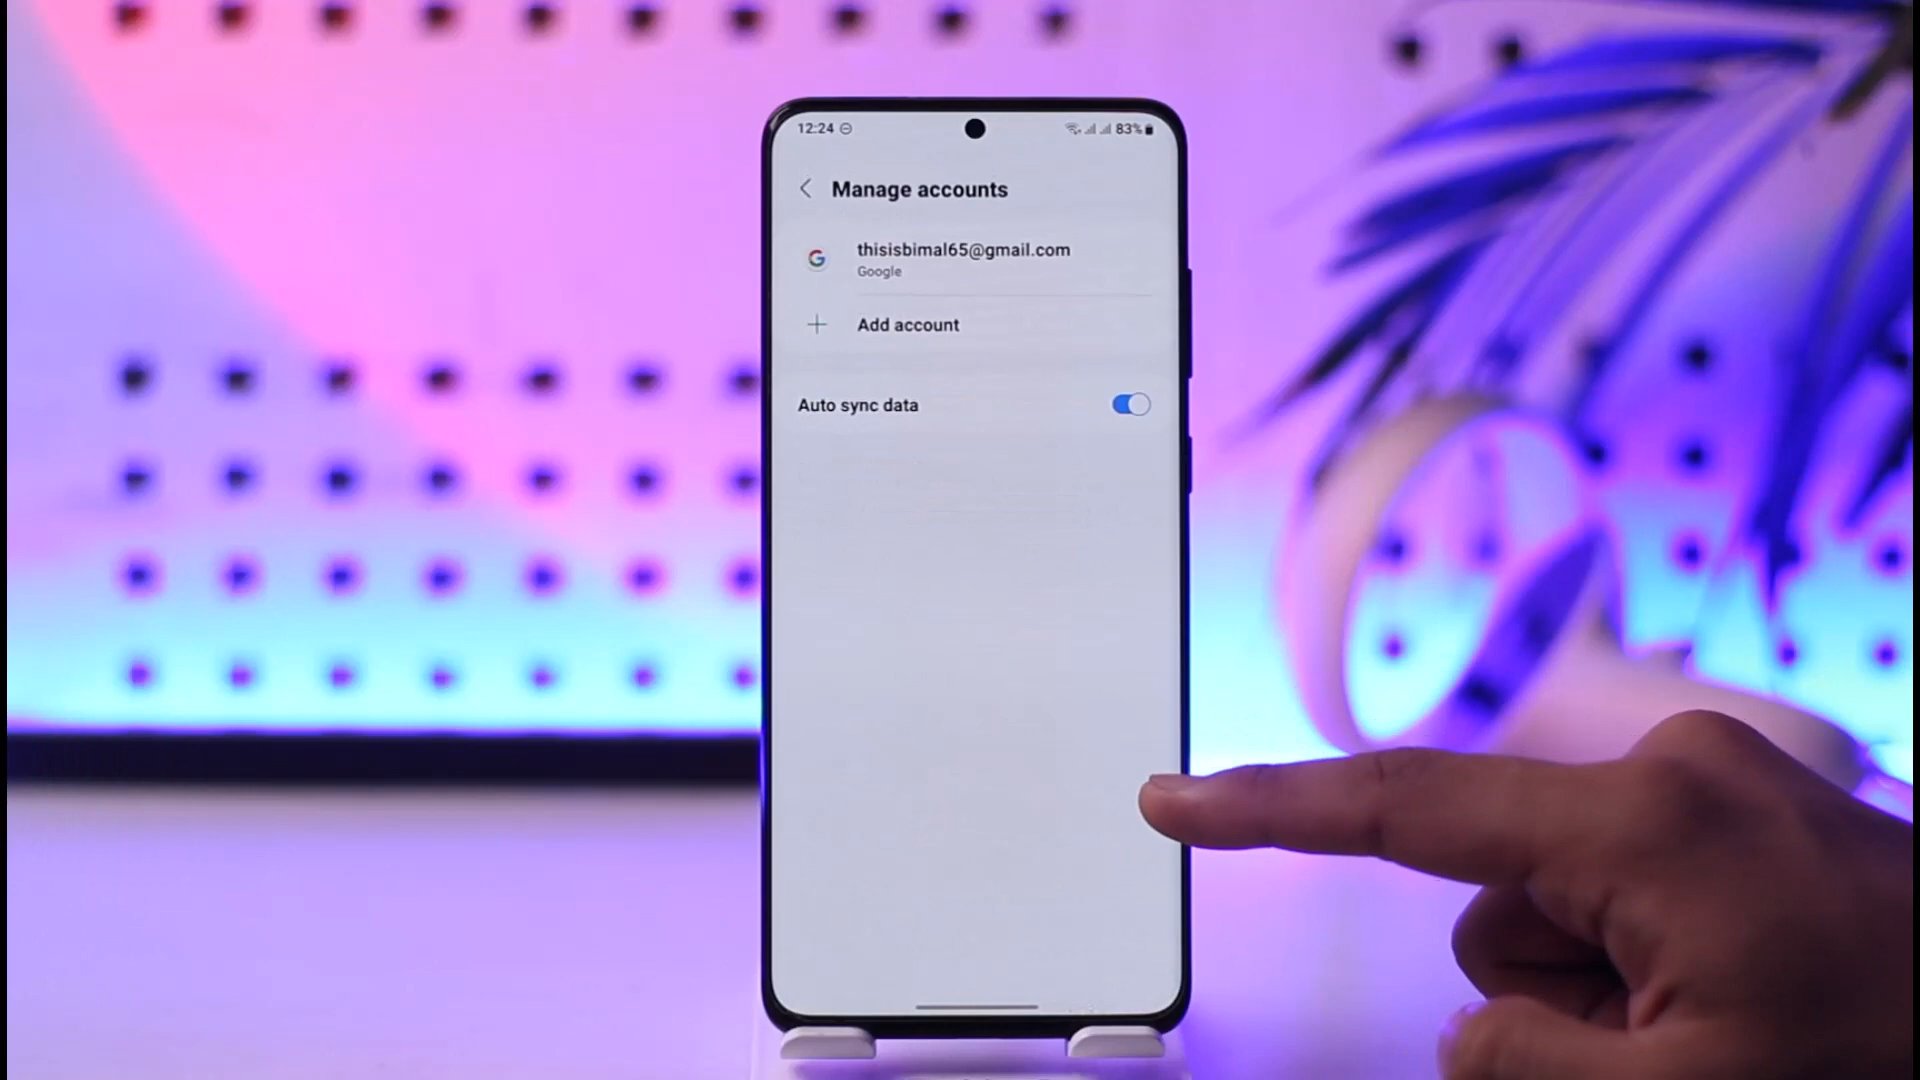 12:24 83%
Manage accounts
thisisbimal65@gmail.com
Google
Add account
Auto sync data